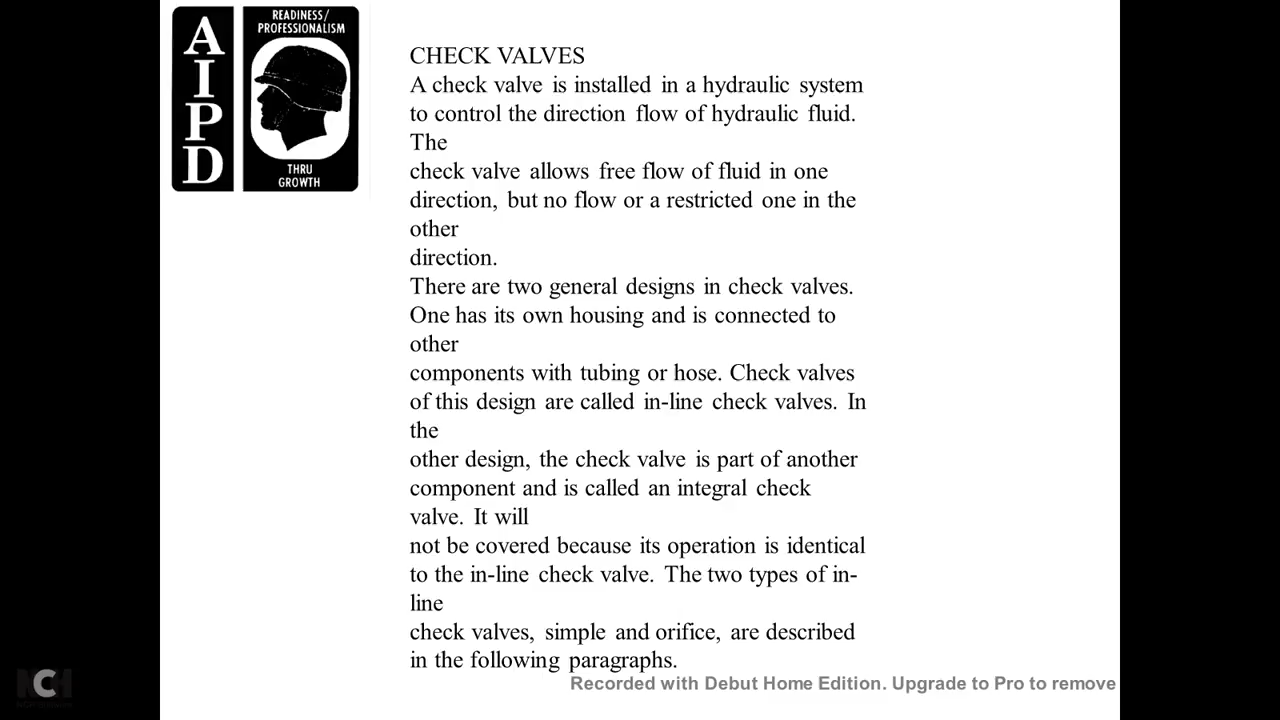 AIPD
READINESS/
PROFESSIONALISM
THRU
GROWTH
CHECK VALVES
A check valve is installed in a hydraulic system
to control the direction flow of hydraulic fluid.
The
check valve allows free flow of fluid in one
direction, but no flow or a restricted one in the
other
direction.
There are two general designs in check valves.
One has its own housing and is connected to
other
components with tubing or hose. Check valves
of this design are called in-line check valves. In
the
other design, the check valve is part of another
component and is called an integral check
valve. It will
not be covered because its operation is identical
to the in-line check valve. The two types of in-
line
check valves, simple and orifice, are described
in the following paragraphs.
Recorded with Debut Home Edition. Upgrade to Pro to remove
NCH